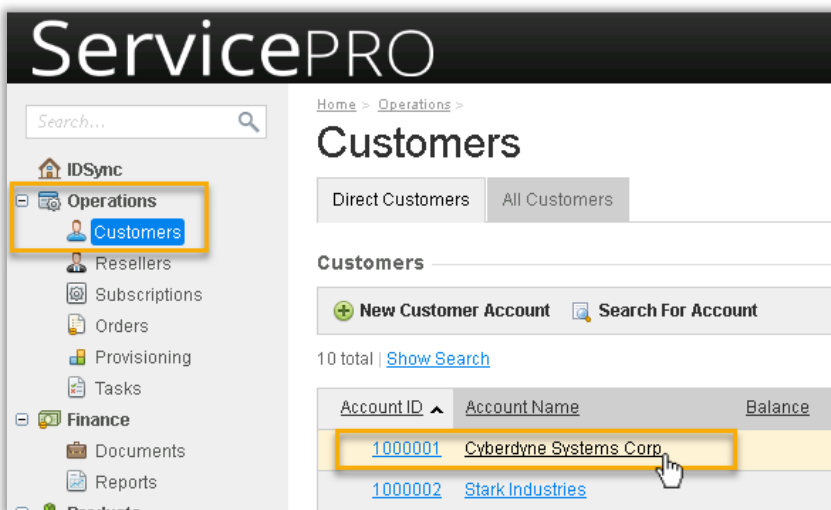 ServicePRO
Search...
IDSync
Operations
Customers
Resellers
Subscriptions
Orders
Provisioning
Tasks
Finance
Documents
Reports
Products
Home > Operations >
Customers
Direct Customers All Customers
Customers
New Customer Account Search For Account
10 total | Show Search
Account ID Account Name Balance
1000001 Cyberdyne Systems Corp
1000002 Stark Industries